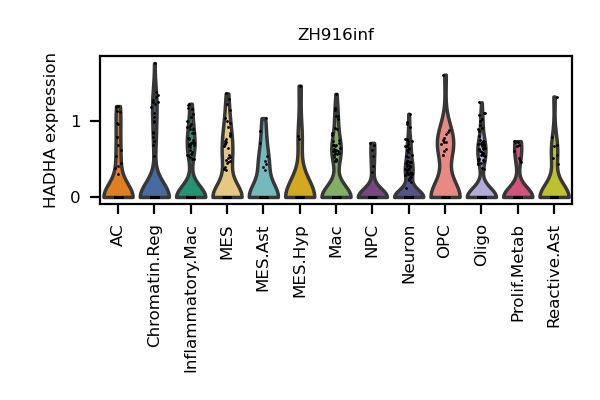 ZH916inf
HADHA expression
1
0
AC
Chromatin.Reg
Inflammatory.Mac
MES
MES.Ast
MES.Hyp
Mac
NPC
Neuron
OPC
Oligo
Prolif.Metab
Reactive.Ast